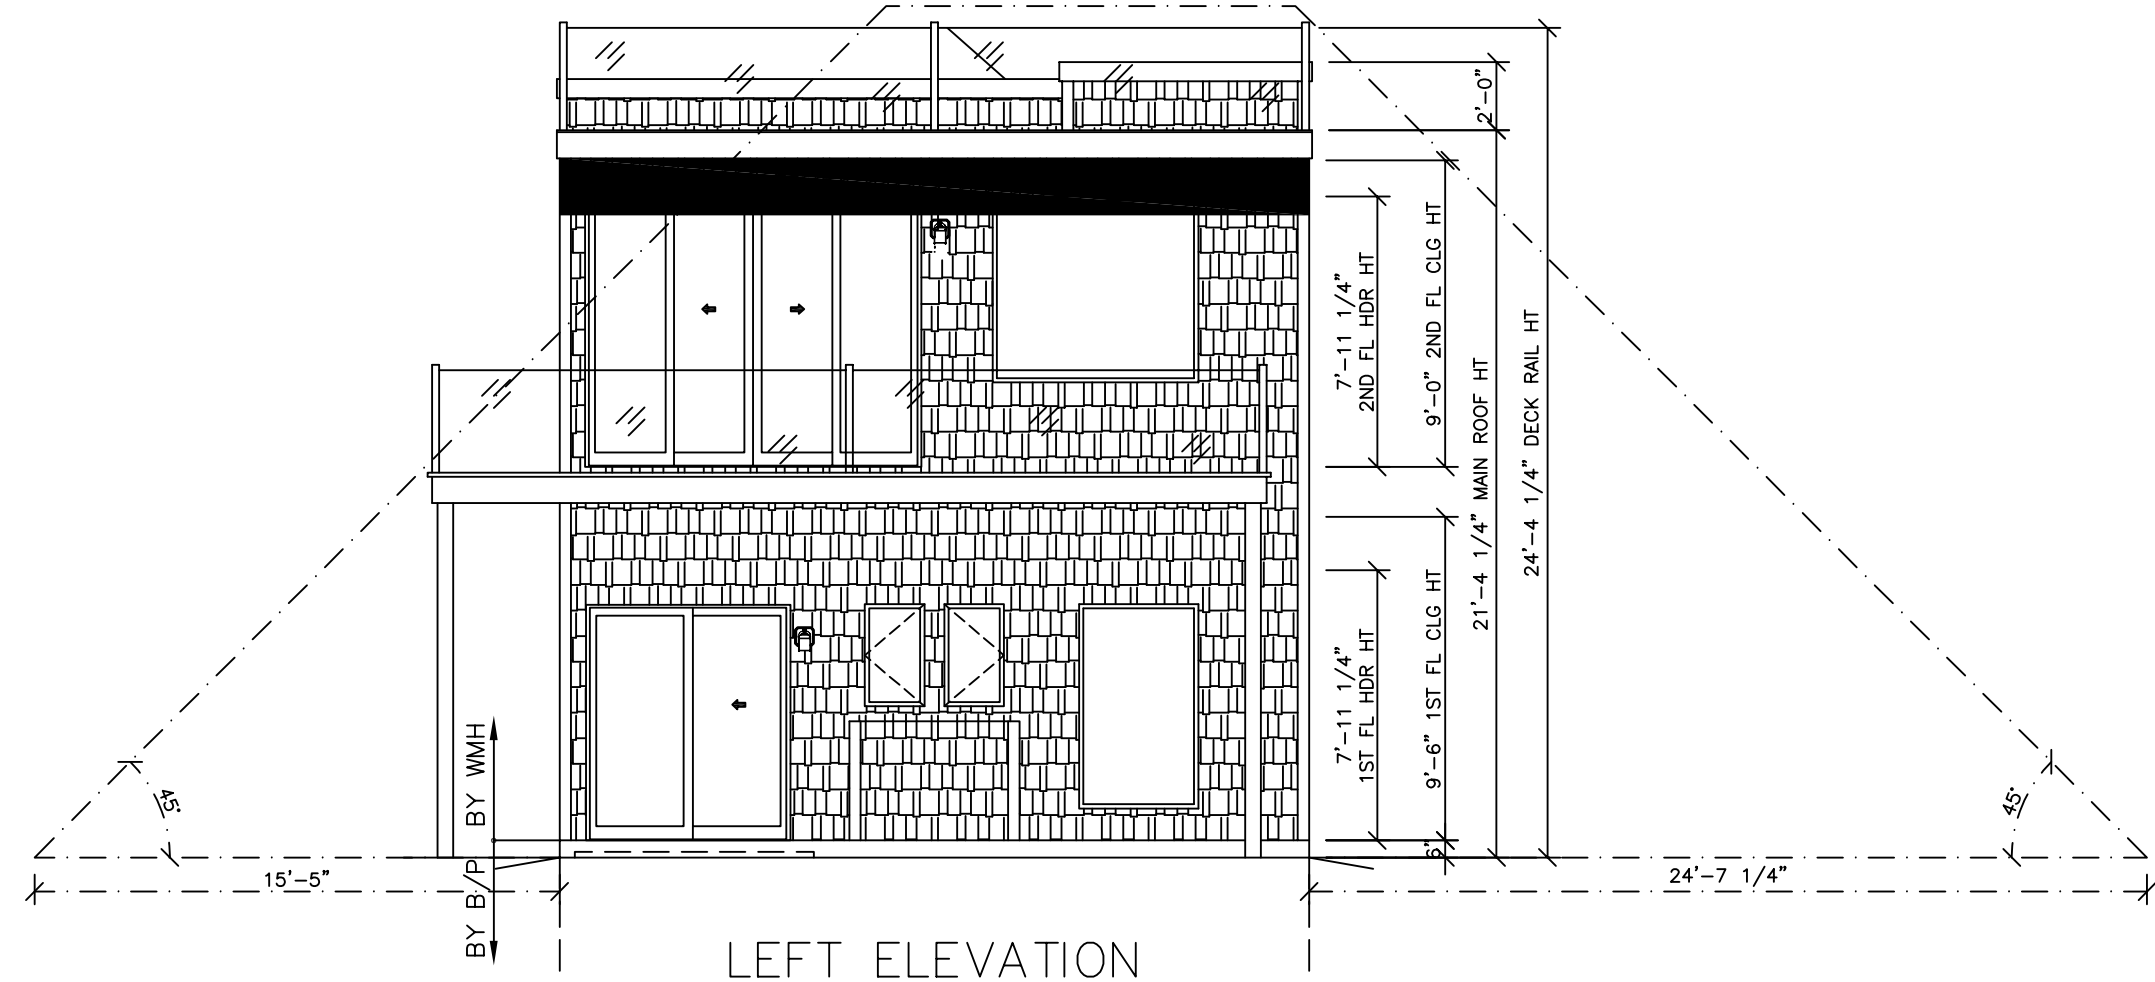 2'-0"
7'-11 1/4"
2ND FL HDR HT
9'-0" 2ND FL CLG HT
21'-4 1/4" MAIN ROOF HT
24'-4 1/4" DECK RAIL HT
7'-11 1/4"
1ST FL HDR HT
9'-6" 1ST FL CLG HT
6"
45°
45°
BY WMH
BY B/P
15'-5"
24'-7 1/4"
LEFT ELEVATION